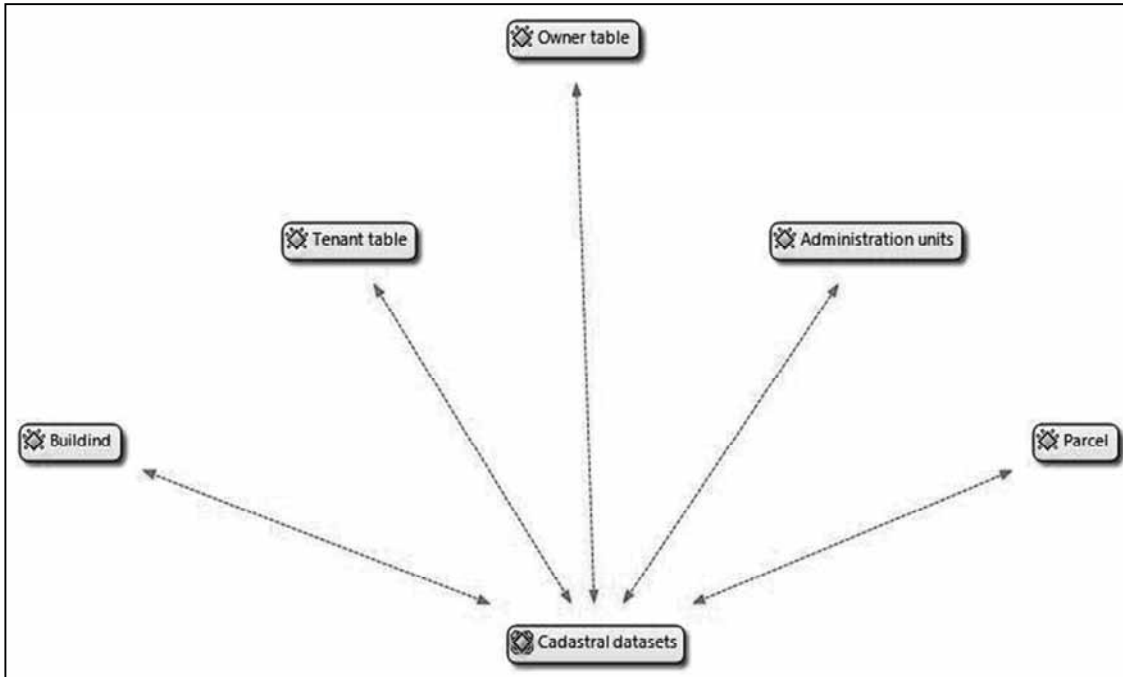 Owner table
Tenant table
Administration units
Buildind
Parcel
Cadastral datasets